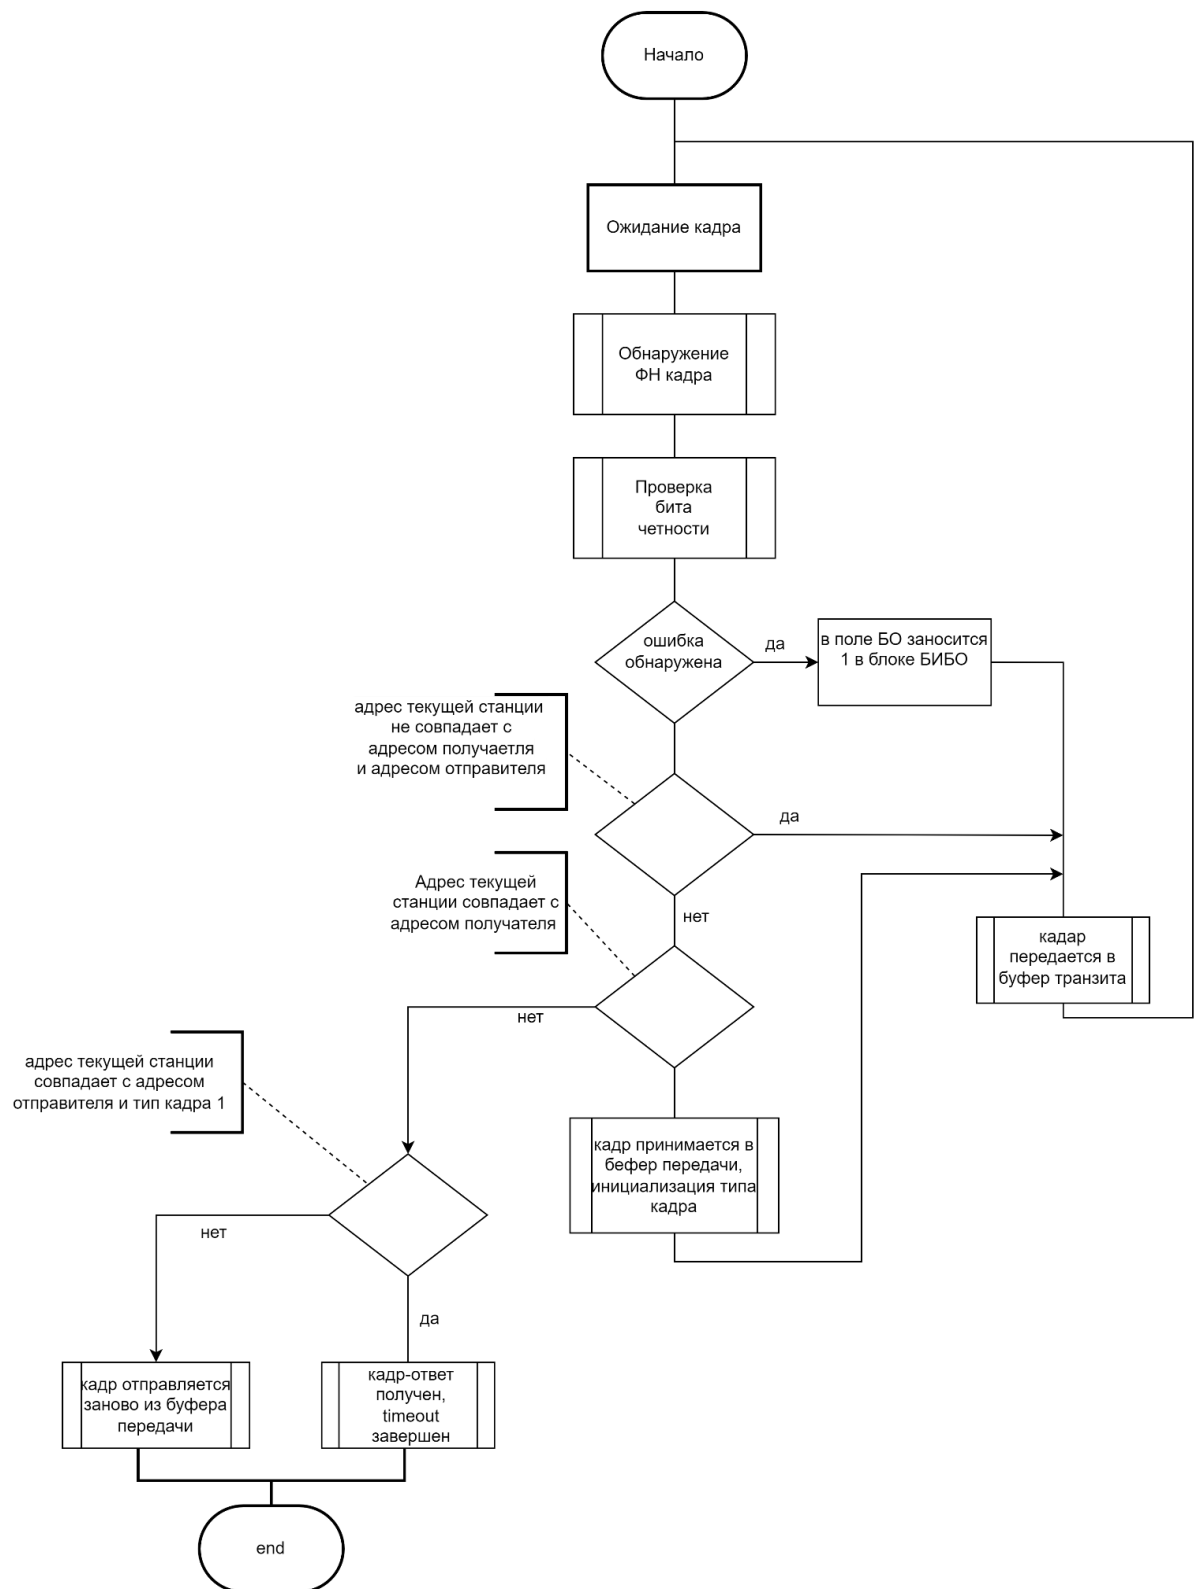 Начало
Ожидание кадра
Обнаружение
ФН кадра
Проверка
бита
четности
ошибка
обнаружена
да
в поле БО заносится
1 в блоке БИБО
адрес текущей станции
не совпадает с
адресом получаетля
и адресом отправителя
да
Адрес текущей
станции совпадает с
адресом получателя
нет
кадар
передается в
буфер транзита
нет
адрес текущей станции
совпадает с адресом
отправителя и тип кадра 1
кадр принимается в
бефер передачи,
инициализация типа
кадра
нет
да
кадр отправляется
заново из буфера
передачи
кадр-ответ
получен,
timeout
завершен
end